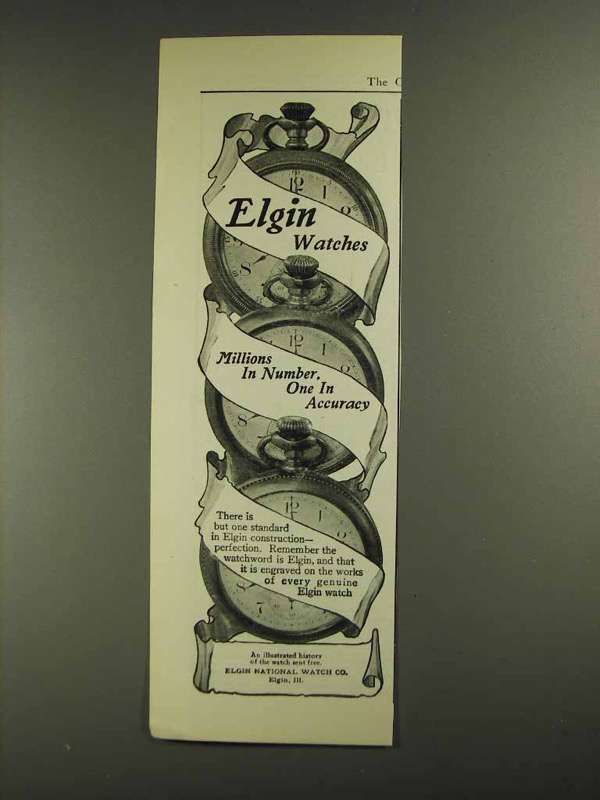 The
Elgin
Watches
Millions
In Number,
One In
Accuracy
There is
but one standard
in Elgin construction—
perfection. Remember the
watchword is Elgin, and that
it is engraved on the works
of every genuine
Elgin watch
An illustrated history
of the watch sent free.
ELGIN NATIONAL WATCH CO.
Elgin, Ill.